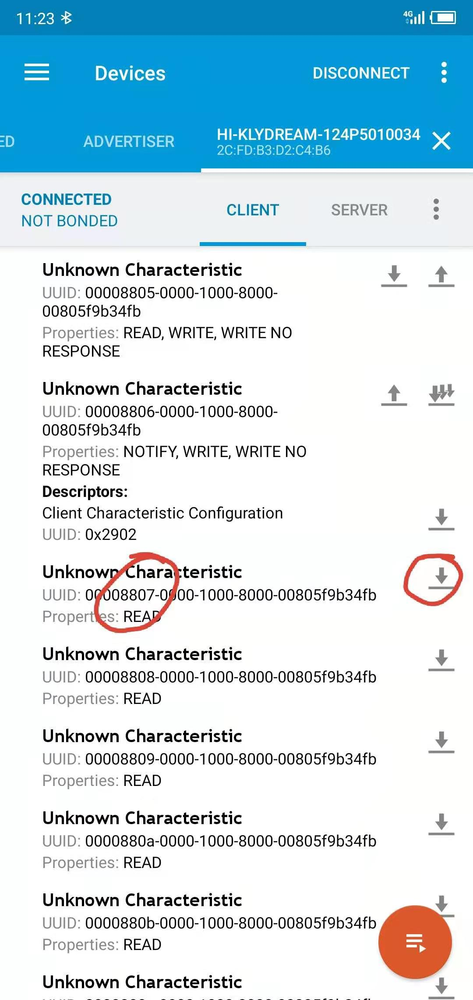 11:23
4G
Devices
DISCONNECT
ED
ADVERTISER
HI-KLYDREAM-124P5010034
2C:FD:B3:D2:C4:B6
CONNECTED
NOT BONDED
CLIENT
SERVER
Unknown Characteristic
UUID: 00008805-0000-1000-8000-
00805f9b34fb
Properties: READ, WRITE, WRITE NO
RESPONSE
Unknown Characteristic
UUID: 00008806-0000-1000-8000-
00805f9b34fb
Properties: NOTIFY, WRITE, WRITE NO
RESPONSE
Descriptors:
Client Characteristic Configuration
UUID: 0x2902
Unknown Characteristic
UUID: 00008807-0000-1000-8000-00805f9b34fb
Properties: READ
Unknown Characteristic
UUID: 00008808-0000-1000-8000-00805f9b34fb
Properties: READ
Unknown Characteristic
UUID: 00008809-0000-1000-8000-00805f9b34fb
Properties: READ
Unknown Characteristic
UUID: 0000880a-0000-1000-8000-00805f9b34fb
Properties: READ
Unknown Characteristic
UUID: 0000880b-0000-1000-8000-00805f9b34fb
Properties: READ
Unknown Characteristic